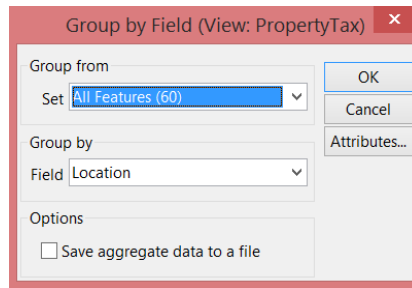 Group by Field (View: PropertyTax)
Group from
Set All Features (60)
OK
Cancel
Attributes...
Group by
Field Location
Options
Save aggregate data to a file